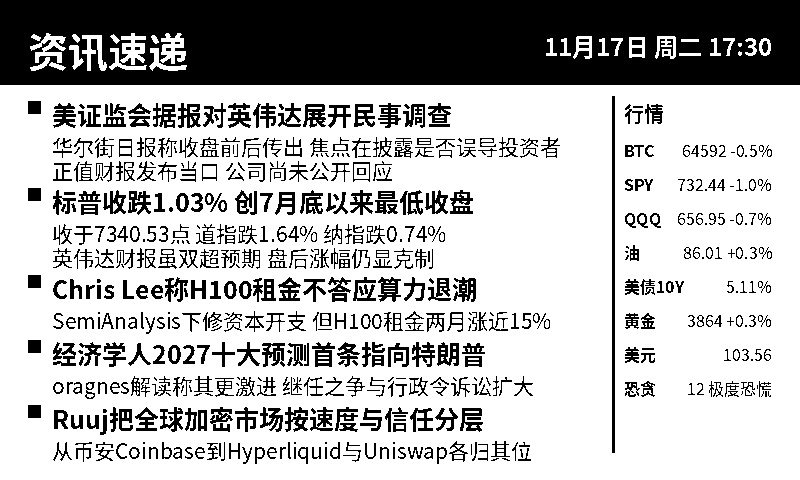 资讯速递
11月17日 周二 17:30
美证监会据报对英伟达展开民事调查
华尔街日报称收盘前后传出 焦点在披露是否误导投资者
正值财报发布当口 公司尚未公开回应
标普收跌1.03% 创7月底以来最低收盘
收于7340.53点 道指跌1.64% 纳指跌0.74%
英伟达财报虽双超预期 盘后涨幅仍显克制
Chris Lee称H100租金不答应算力退潮
SemiAnalysis下修资本开支 但H100租金两月涨近15%
经济学人2027十大预测首条指向特朗普
oragnes解读称其更激进 继任之争与行政令诉讼扩大
Ruuj把全球加密市场按速度与信任分层
从币安Coinbase到Hyperliquid与Uniswap各归其位
行情
BTC 64592 -0.5%
SPY 732.44 -1.0%
QQQ 656.95 -0.7%
油 86.01 +0.3%
美债10Y 5.11%
黄金 3864 +0.3%
美元 103.56
恐贪 12 极度恐慌